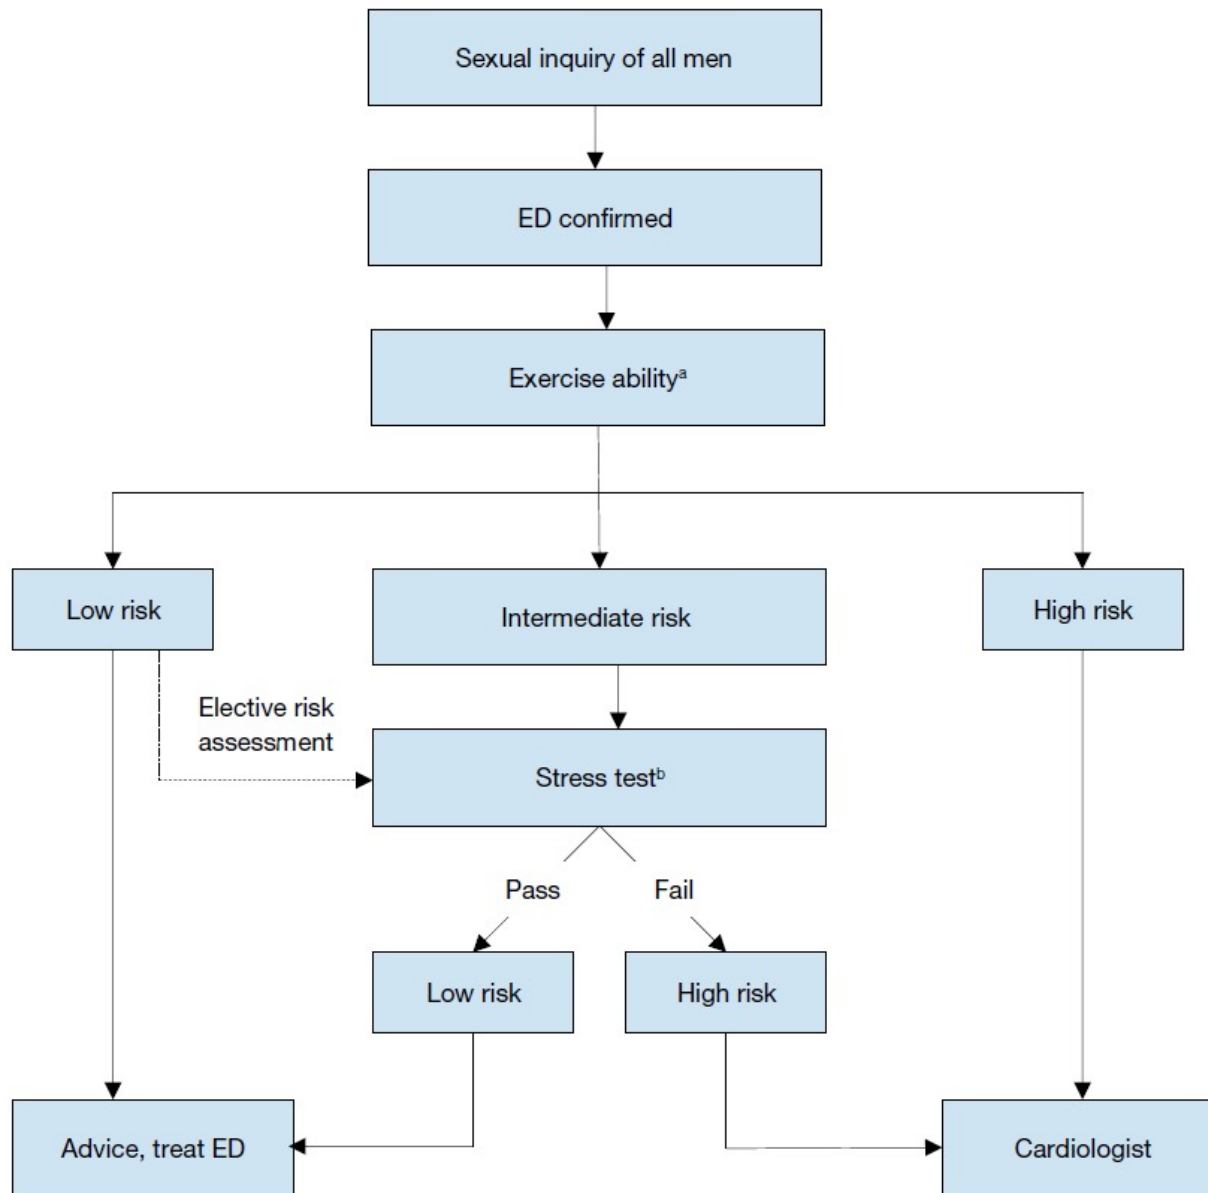 Sexual inquiry of all men
ED confirmed
Exercise abilityᵃ
Low risk
Intermediate risk
High risk
Elective risk
assessment
Stress testᵇ
Pass
Fail
Low risk
High risk
Advice, treat ED
Cardiologist